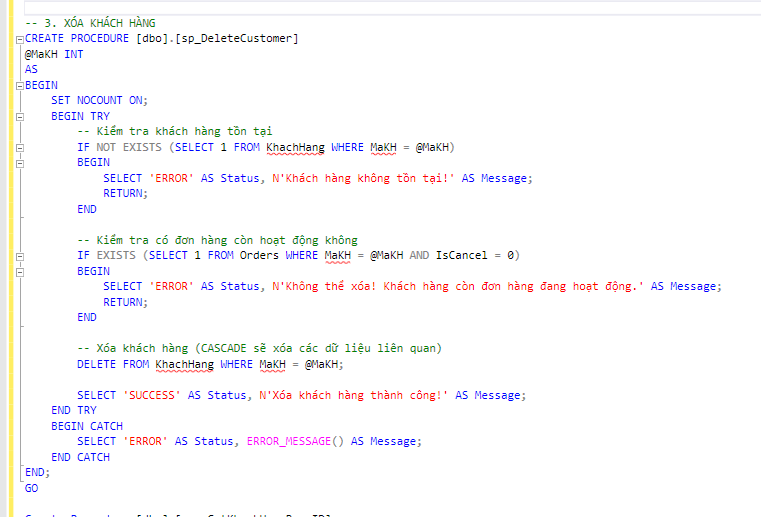 -- 3. XÓA KHÁCH HÀNG
CREATE PROCEDURE [dbo].[sp_DeleteCustomer]
@MaKH INT
AS
BEGIN
SET NOCOUNT ON;
BEGIN TRY
-- Kiểm tra khách hàng tồn tại
IF NOT EXISTS (SELECT 1 FROM KhachHang WHERE MaKH = @MaKH)
BEGIN
SELECT 'ERROR' AS Status, N'Khách hàng không tồn tại!' AS Message;
RETURN;
END
-- Kiểm tra có đơn hàng còn hoạt động không
IF EXISTS (SELECT 1 FROM Orders WHERE MaKH = @MaKH AND IsCancel = 0)
BEGIN
SELECT 'ERROR' AS Status, N'Không thể xóa! Khách hàng còn đơn hàng đang hoạt động.' AS Message;
RETURN;
END
-- Xóa khách hàng (CASCADE sẽ xóa các dữ liệu liên quan)
DELETE FROM KhachHang WHERE MaKH = @MaKH;
SELECT 'SUCCESS' AS Status, N'Xóa khách hàng thành công!' AS Message;
END TRY
BEGIN CATCH
SELECT 'ERROR' AS Status, ERROR_MESSAGE() AS Message;
END CATCH
END;
GO